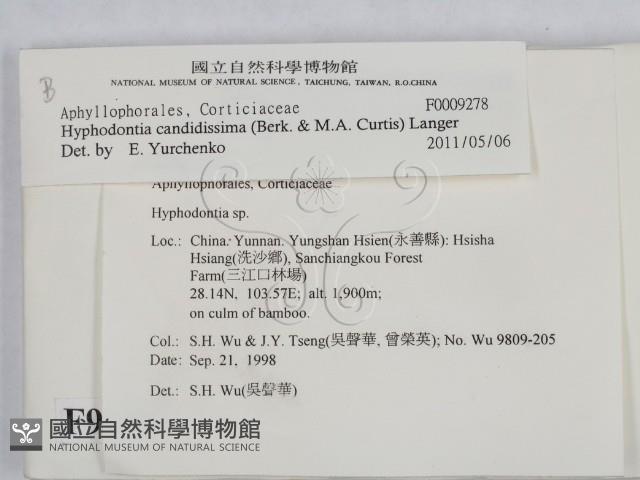 B
國立自然科學博物館
NATIONAL MUSEUM OF NATURAL SCIENCE , TAICHUNG, TAIWAN, R.O.CHINA
Aphyllophorales, Corticiaceae F0009278
Hyphodontia candidissima (Berk. & M.A. Curtis) Langer
Det. by E. Yurchenko 2011/05/06
Aphyllophorales, Corticiaceae
Hyphodontia sp.
Loc.: China. Yunnan. Yungshan Hsien(永善縣): Hsisha
Hsiang(洗沙鄉), Sanchiangkou Forest
Farm(三江口林場)
28.14N, 103.57E; alt. 1,900m;
on culm of bamboo.
Col.: S.H. Wu & J.Y. Tseng(吳聲華, 曾榮英); No. Wu 9809-205
Date: Sep. 21, 1998
Det.: S.H. Wu(吳聲華)
F9
國立自然科學博物館
NATIONAL MUSEUM OF NATURAL SCIENCE